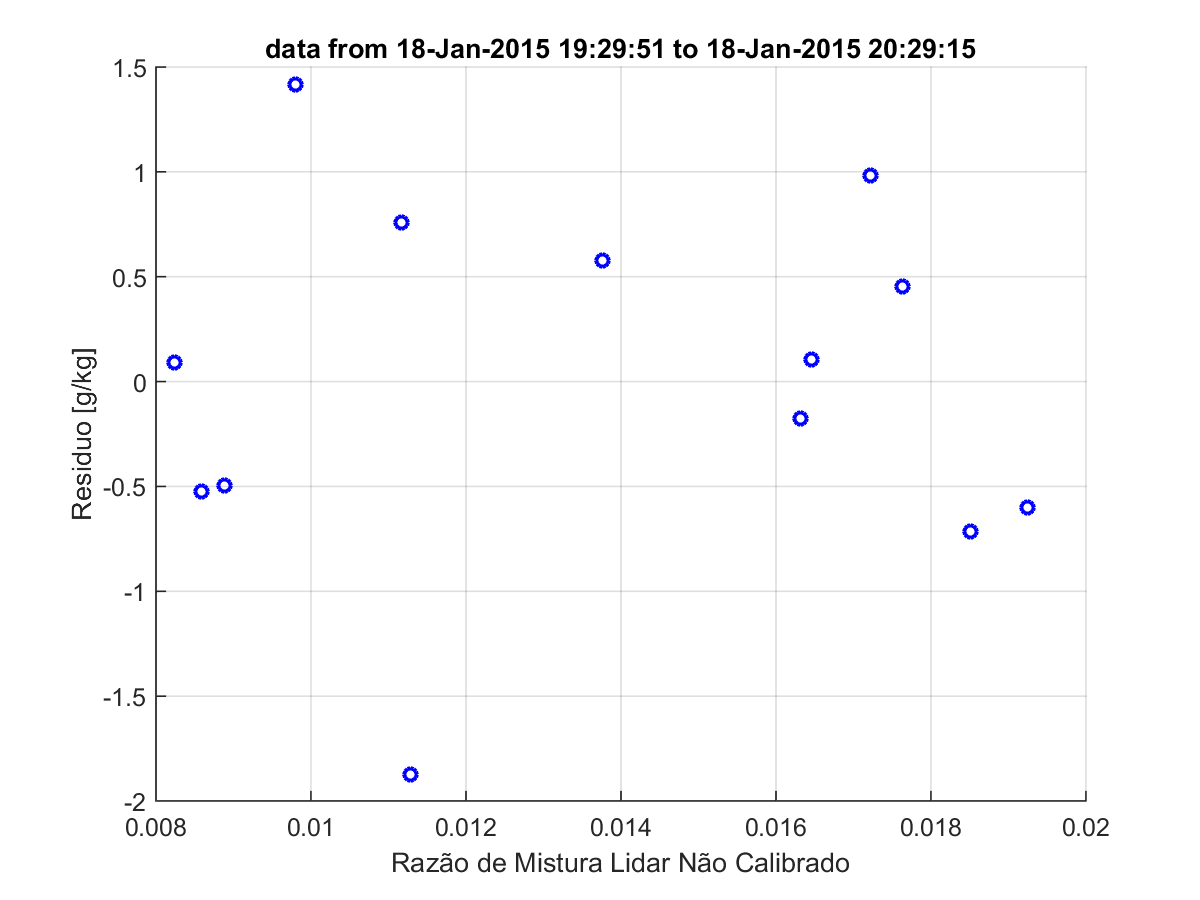 data from 18-Jan-2015 19:29:51 to 18-Jan-2015 20:29:15
1.5
1
0.5
0
-0.5
-1
-1.5
-2
Residuo [g/kg]
0.008 0.01 0.012 0.014 0.016 0.018 0.02
Razão de Mistura Lidar Não Calibrado